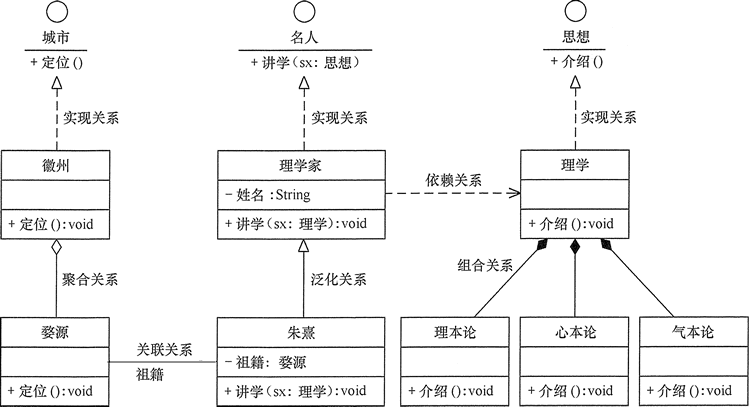 城市
+ 定位 ()
名人
+ 讲学 (sx: 思想)
思想
+ 介绍 ()
实现关系
实现关系
实现关系
徽州
+ 定位 (): void
理学家
- 姓名 : String
+ 讲学 (sx: 理学): void
依赖关系
理学
+ 介绍 (): void
聚合关系
泛化关系
组合关系
婺源
+ 定位 (): void
关联关系
祖籍
朱熹
- 祖籍: 婺源
+ 讲学 (sx: 理学): void
理本论
+ 介绍 (): void
心本论
+ 介绍 (): void
气本论
+ 介绍 (): void